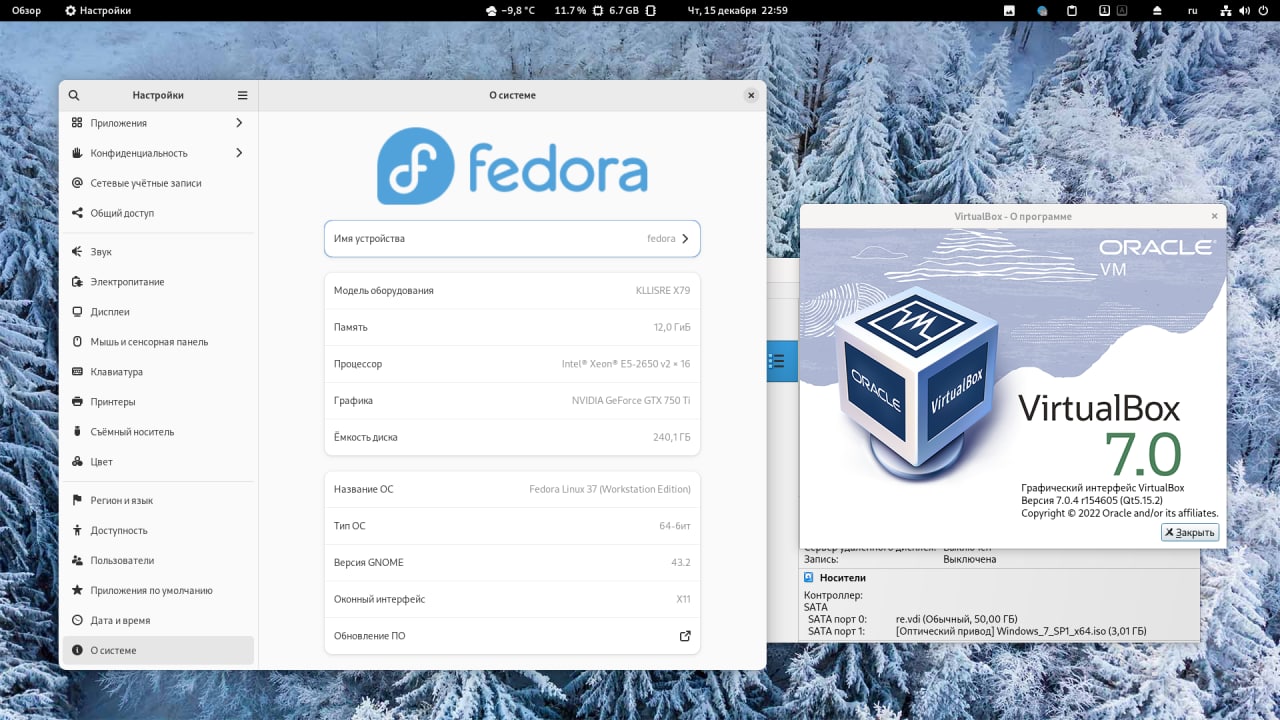 Обзор
Настройки
−9,8 °C
11.7 %
6.7 GB
Чт, 15 декабря 22:59
1
A
ru
Настройки
Приложения
Конфиденциальность
Сетевые учётные записи
Общий доступ
Звук
Электропитание
Дисплеи
Мышь и сенсорная панель
Клавиатура
Принтеры
Съёмный носитель
Цвет
Регион и язык
Доступность
Пользователи
Приложения по умолчанию
Дата и время
О системе
О системе
fedora
Имя устройства fedora
Модель оборудования KLLISRE X79
Память 12,0 ГиБ
Процессор Intel® Xeon® E5-2650 v2 × 16
Графика NVIDIA GeForce GTX 750 Ti
Ёмкость диска 240,1 ГБ
Название ОС Fedora Linux 37 (Workstation Edition)
Тип ОС 64-бит
Версия GNOME 43.2
Оконный интерфейс X11
Обновление ПО
VirtualBox - О программе
ORACLE®
VM
ORACLE
VirtualBox
VirtualBox
7.0
Графический интерфейс VirtualBox
Версия 7.0.4 r154605 (Qt5.15.2)
Copyright © 2022 Oracle and/or its affiliates.
Закрыть
Сервер удалённого дисплея: Выключен
Запись: Выключена
Носители
Контроллер:
SATA
SATA порт 0: re.vdi (Обычный, 50,00 ГБ)
SATA порт 1: [Оптический привод] Windows_7_SP1_x64.iso (3,01 ГБ)